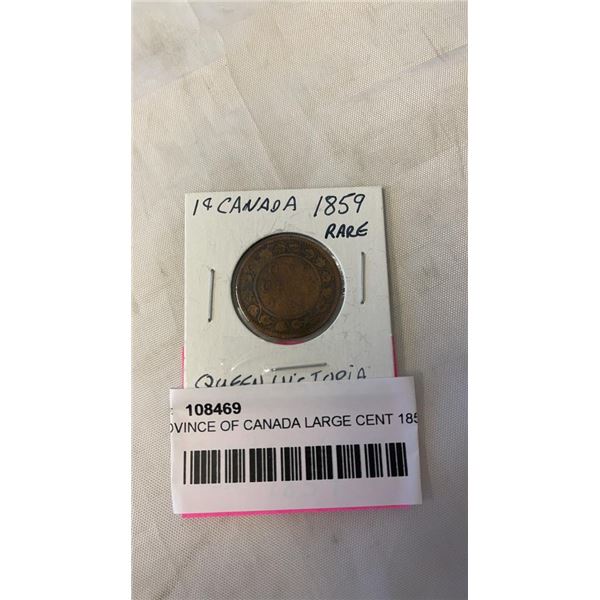 1¢ CANADA 1859
RARE
QUEEN VICTORIA
108469
OVINCE OF CANADA LARGE CENT 185